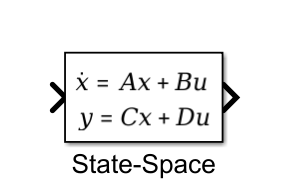 ẋ = Ax + Bu
y = Cx + Du
State-Space